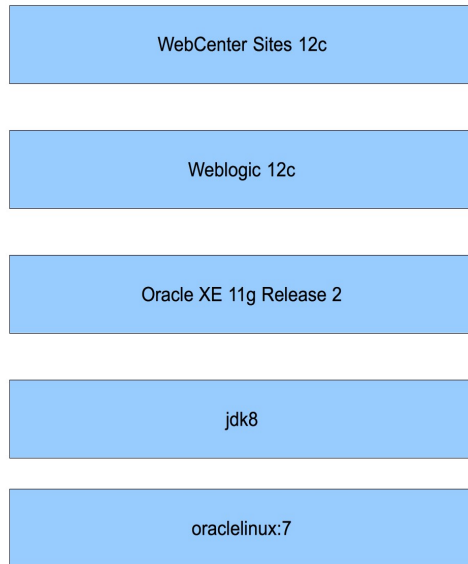 WebCenter Sites 12c
Weblogic 12c
Oracle XE 11g Release 2
jdk8
oraclelinux:7